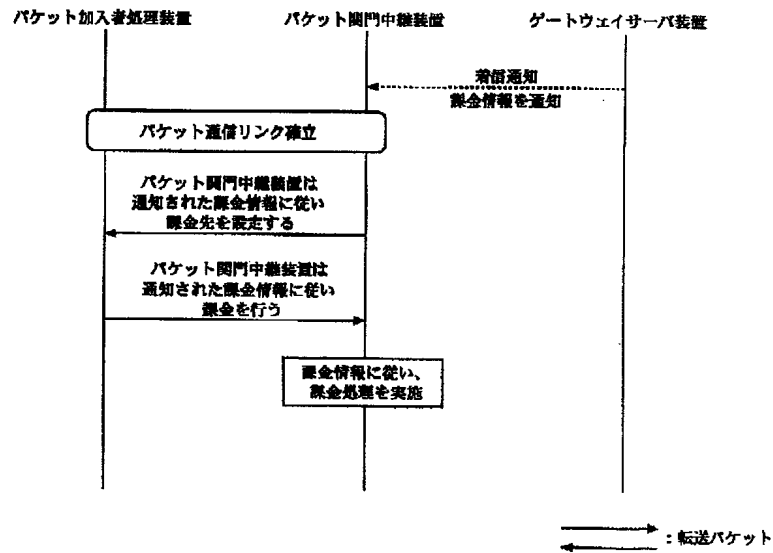 パケット加入者処理装置
パケット関門中継装置
ゲートウェイサーバ装置
着信通知
課金情報を通知
パケット通信リンク確立
パケット関門中継装置は
通知された課金情報に従い
課金先を設定する
パケット関門中継装置は
通知された課金情報に従い
課金を行う
課金情報に従い、
課金処理を実施
：転送パケット